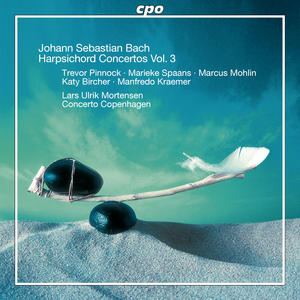 cpo
Johann Sebastian Bach
Harpsichord Concertos Vol. 3
Trevor Pinnock · Marieke Spaans · Marcus Mohlin
Katy Bircher · Manfredo Kraemer
Lars Ulrik Mortensen
Concerto Copenhagen